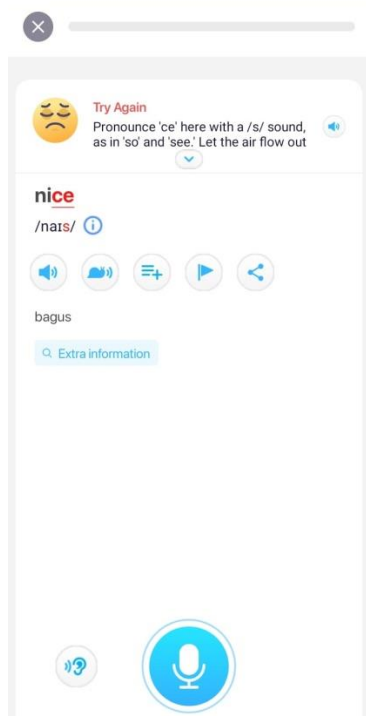 Try Again
Pronounce 'ce' here with a /s/ sound,
as in 'so' and 'see.' Let the air flow out
nice
/naɪs/
bagus
Extra information